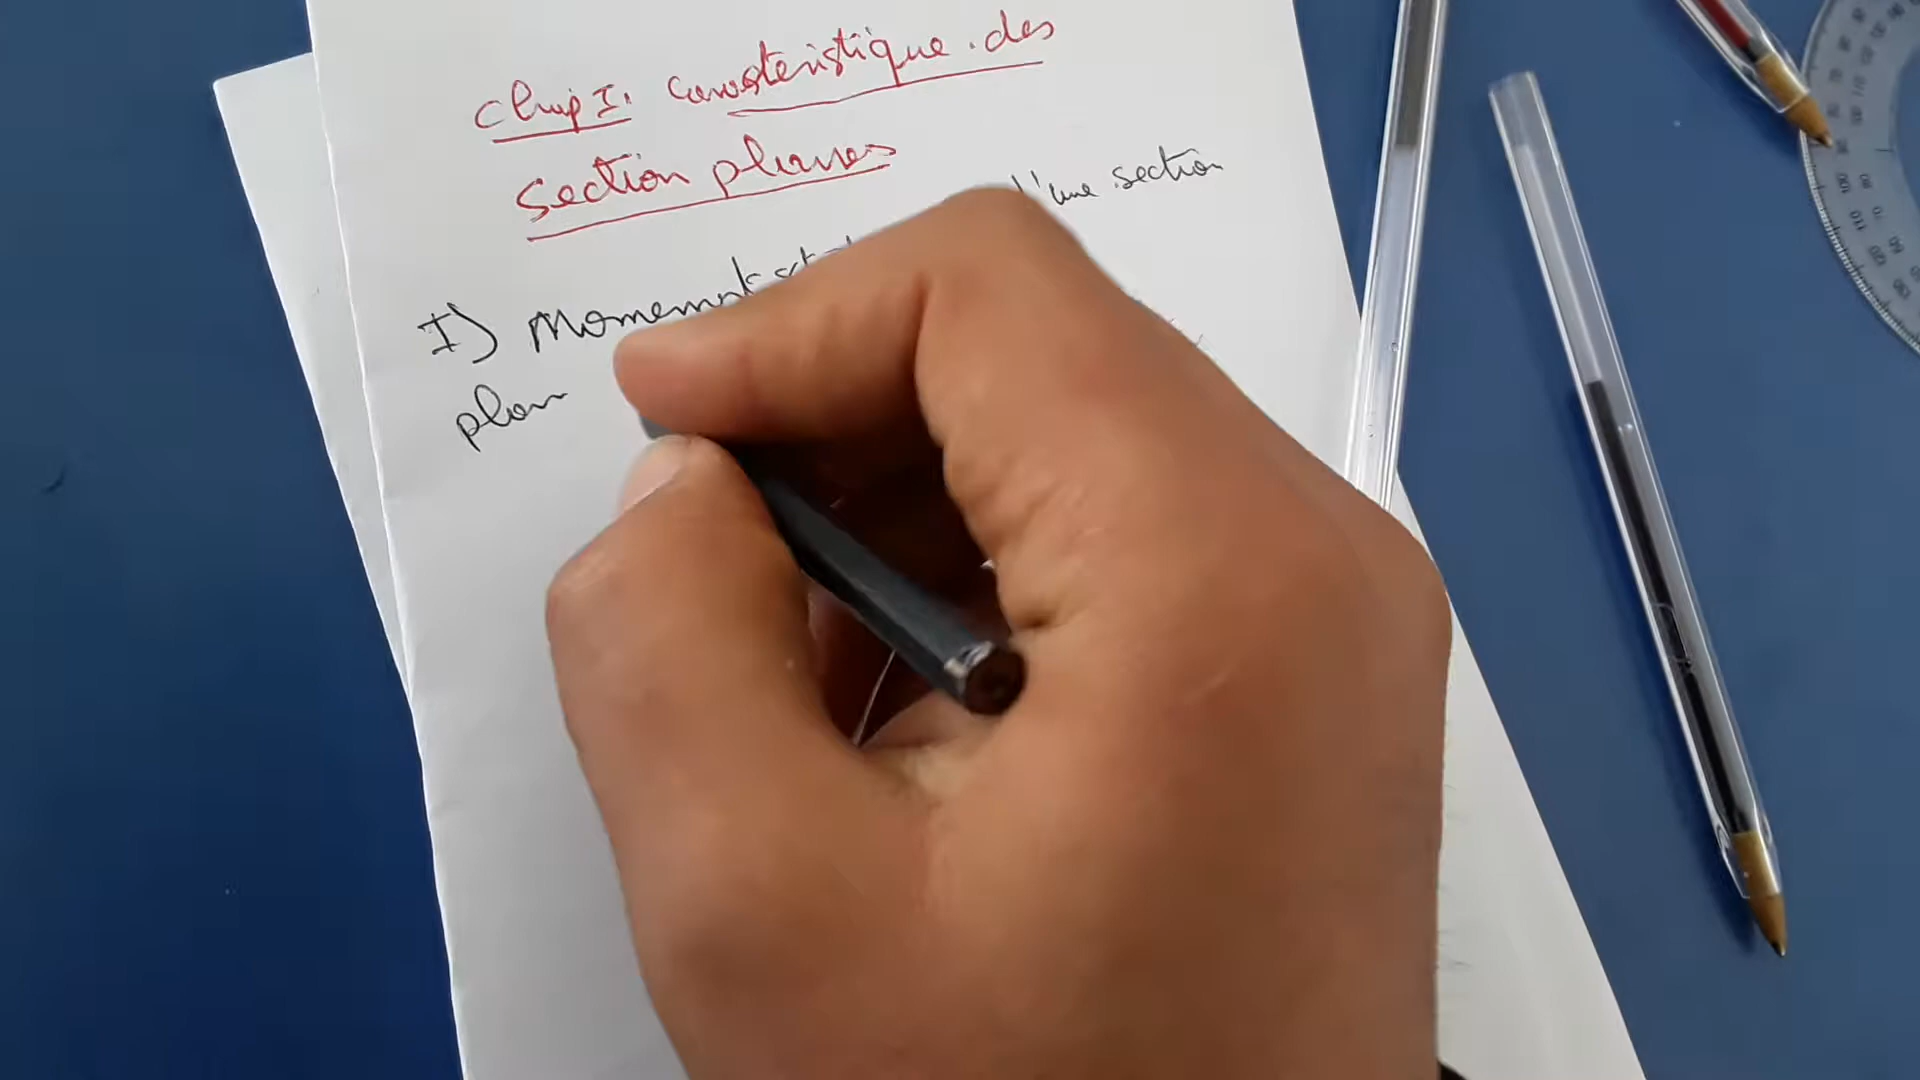 Chap I. Caracteristique des
section planes
I) Moment d'une section
plan